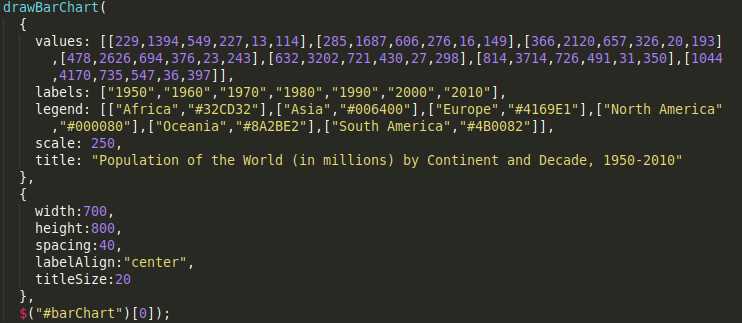 drawBarChart(
{
values: [[229,1394,549,227,13,114],[285,1687,606,276,16,149],[366,2120,657,326,20,193]
,[478,2626,694,376,23,243],[632,3202,721,430,27,298],[814,3714,726,491,31,350],[1044
,4170,735,547,36,397]],
labels: ["1950","1960","1970","1980","1990","2000","2010"],
legend: [["Africa","#32CD32"],["Asia","#006400"],["Europe","#4169E1"],["North America"
,"#000080"],["Oceania","#8A2BE2"],["South America","#4B0082"]],
scale: 250,
title: "Population of the World (in millions) by Continent and Decade, 1950-2010"
},
{
width:700,
height:800,
spacing:40,
labelAlign:"center",
titleSize:20
},
$("#barChart")[0]);